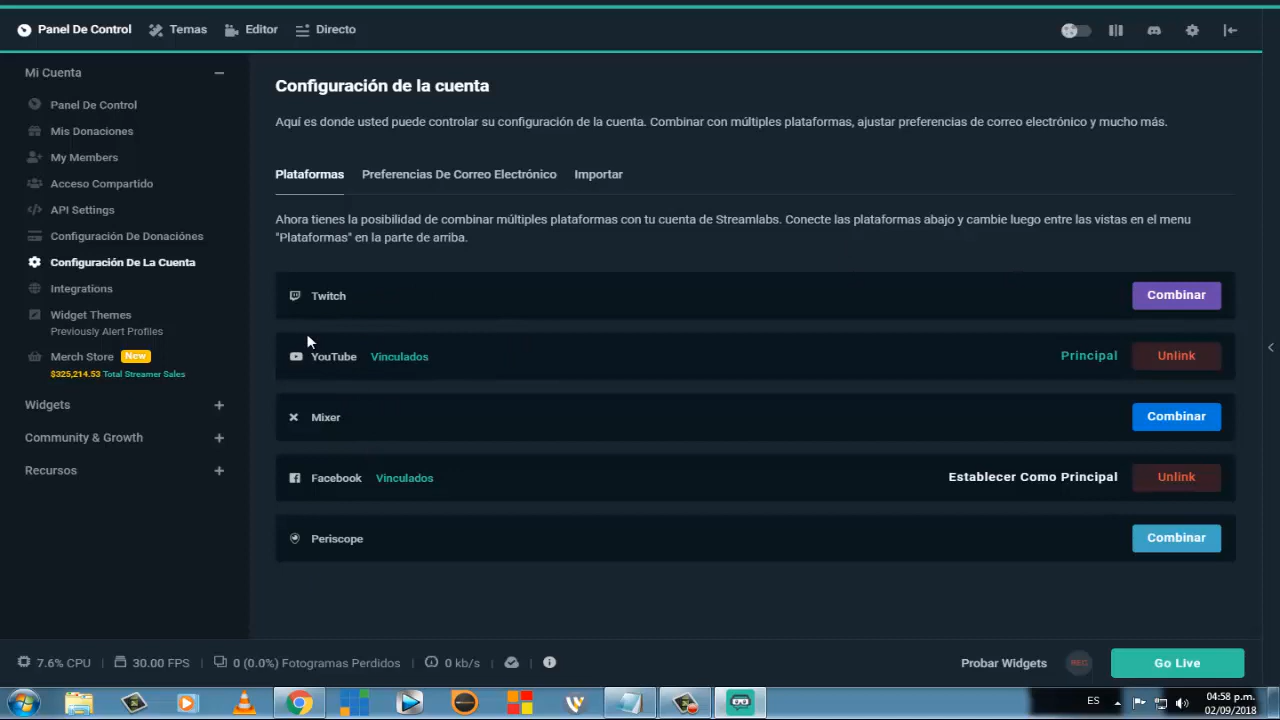 Panel De Control Temas Editor Directo
Mi Cuenta
Panel De Control
Mis Donaciones
My Members
Acceso Compartido
API Settings
Configuración De Donaciónes
Configuración De La Cuenta
Integrations
Widget Themes
Previously Alert Profiles
Merch Store New
$325,214.53 Total Streamer Sales
Widgets
Community & Growth
Recursos
Configuración de la cuenta
Aquí es donde usted puede controlar su configuración de la cuenta. Combinar con múltiples plataformas, ajustar preferencias de correo electrónico y mucho más.
Plataformas Preferencias De Correo Electrónico Importar
Ahora tienes la posibilidad de combinar múltiples plataformas con tu cuenta de Streamlabs. Conecte las plataformas abajo y cambie luego entre las vistas en el menu
"Plataformas" en la parte de arriba.
Twitch Combinar
YouTube Vinculados Principal Unlink
Mixer Combinar
Facebook Vinculados Establecer Como Principal Unlink
Periscope Combinar
7.6% CPU 30.00 FPS 0 (0.0%) Fotogramas Perdidos 0 kb/s Probar Widgets REC Go Live
ES 04:58 p.m.
02/09/2018